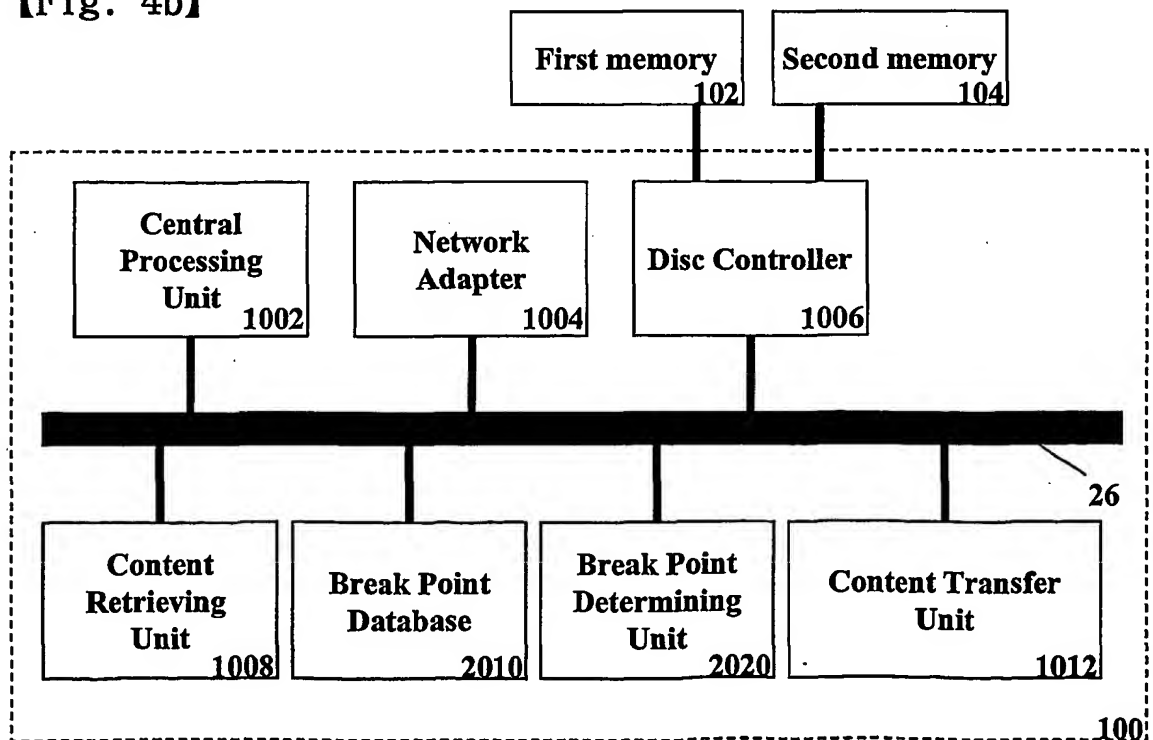 【Fig. 4b】
First memory
102
Second memory
104
Central
Processing
Unit
1002
Network
Adapter
1004
Disc Controller
1006
26
Content
Retrieving
Unit
1008
Break Point
Database
2010
Break Point
Determining
Unit
2020
Content Transfer
Unit
1012
100